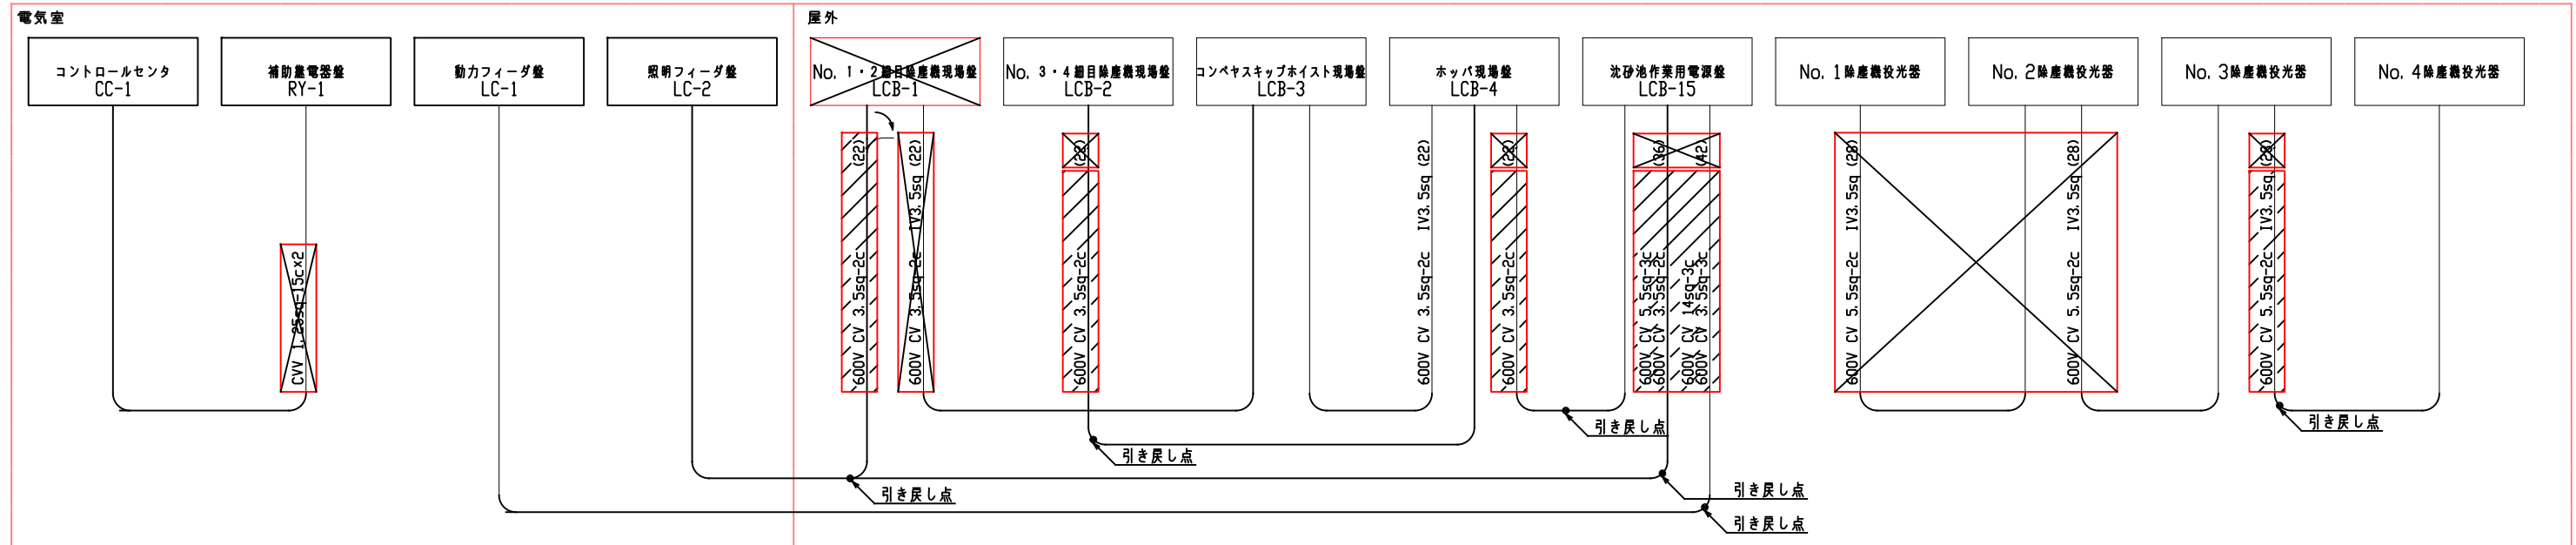 電気室
屋外
コントロールセンタ
CC-1
補助継電器盤
RY-1
動力フィーダ盤
LC-1
照明フィーダ盤
LC-2
No. 1・2細目除塵機現場盤
LCB-1
No. 3・4細目除塵機現場盤
LCB-2
コンベヤスキップホイスト現場盤
LCB-3
ホッパ現場盤
LCB-4
沈砂池作業用電源盤
LCB-15
No. 1除塵機投光器
No. 2除塵機投光器
No. 3除塵機投光器
No. 4除塵機投光器
CVV 1.25sq-15c×2
600V CV 3.5sq-2c (22)
600V CV 3.5sq-2c IV3.5sq (22)
600V CV 3.5sq-2c (22)
600V CV 3.5sq-2c IV3.5sq (22)
600V CV 3.5sq-2c (22)
600V CV 5.5sq-3c
600V CV 3.5sq-2c (36)
600V CV 14sq-3c
600V CV 3.5sq-3c (42)
600V CV 5.5sq-2c IV3.5sq (28)
600V CV 5.5sq-2c IV3.5sq (28)
600V CV 5.5sq-2c IV3.5sq (28)
引き戻し点
引き戻し点
引き戻し点
引き戻し点
引き戻し点
引き戻し点